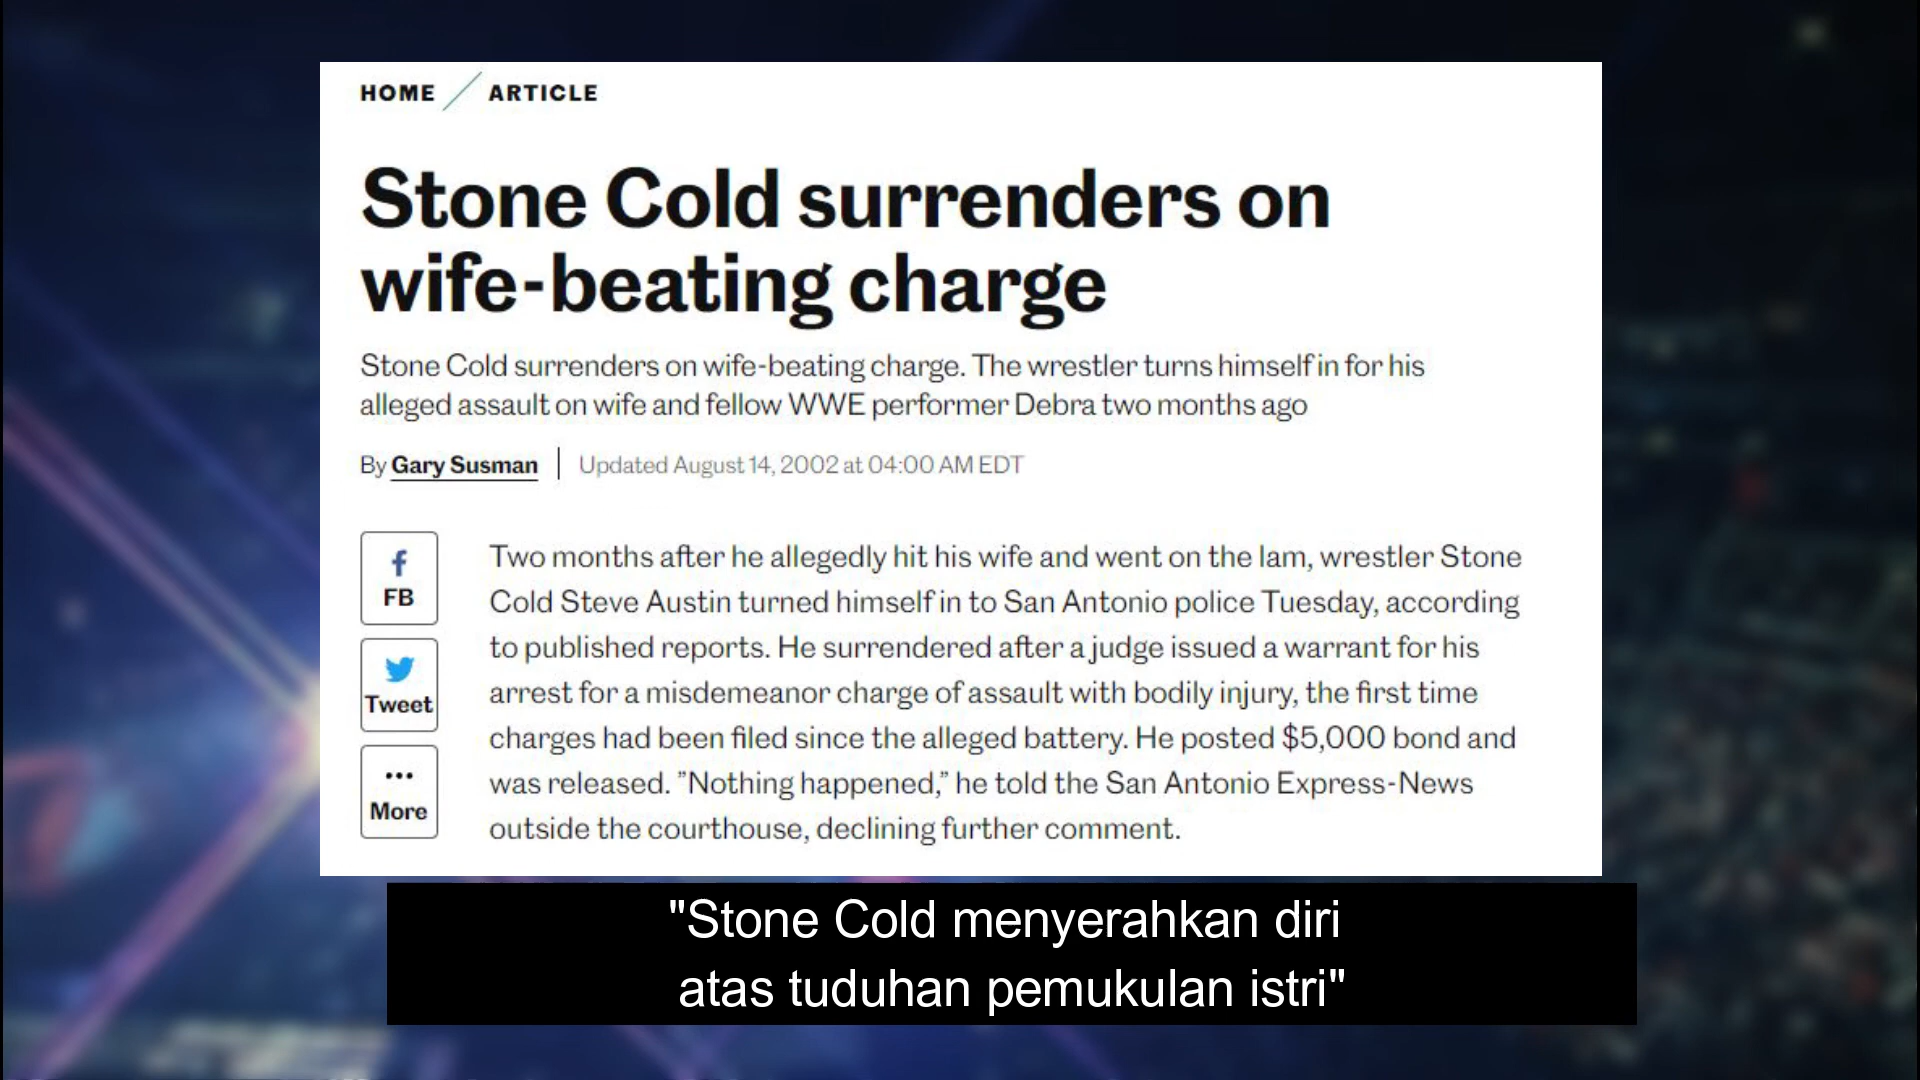 HOME / ARTICLE
Stone Cold surrenders on
wife-beating charge
Stone Cold surrenders on wife-beating charge. The wrestler turns himself in for his
alleged assault on wife and fellow WWE performer Debra two months ago
By Gary Susman | Updated August 14, 2002 at 04:00 AM EDT
FB
Tweet
More
Two months after he allegedly hit his wife and went on the lam, wrestler Stone
Cold Steve Austin turned himself in to San Antonio police Tuesday, according
to published reports. He surrendered after a judge issued a warrant for his
arrest for a misdemeanor charge of assault with bodily injury, the first time
charges had been filed since the alleged battery. He posted $5,000 bond and
was released. ”Nothing happened,” he told the San Antonio Express-News
outside the courthouse, declining further comment.
"Stone Cold menyerahkan diri
atas tuduhan pemukulan istri"